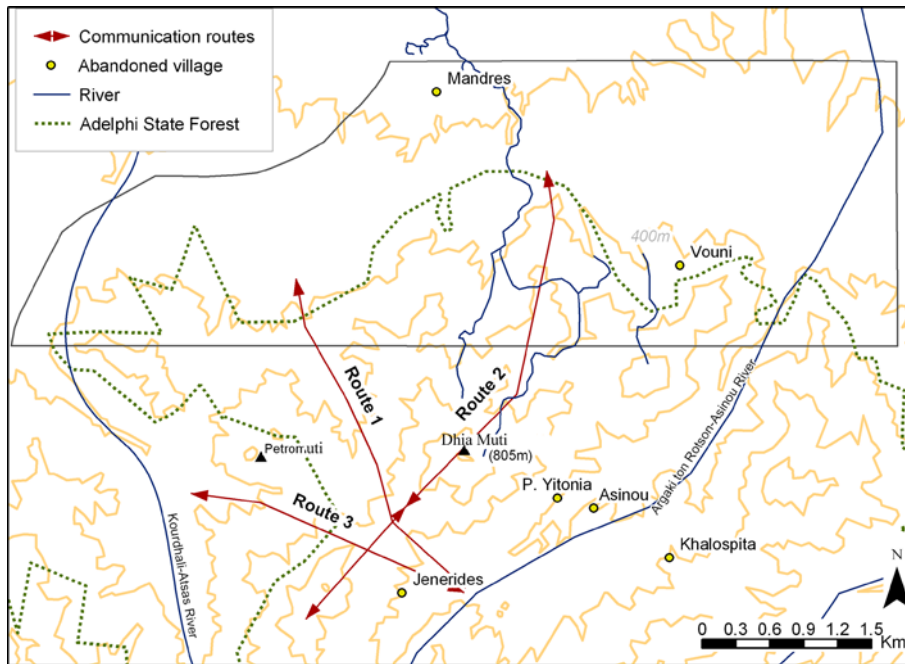 Communication routes
Abandoned village
River
Adelphi State Forest
Mandres
400m
Vouni
Route 1
Route 2
Dhia Muti
(805m)
Petromuti
P. Yitonia
Asinou
Argaki ton Rotson-Asinou River
Route 3
Kourdhali-Atsas River
Khalospita
Jenerides
N
0 0.3 0.6 0.9 1.2 1.5
Km